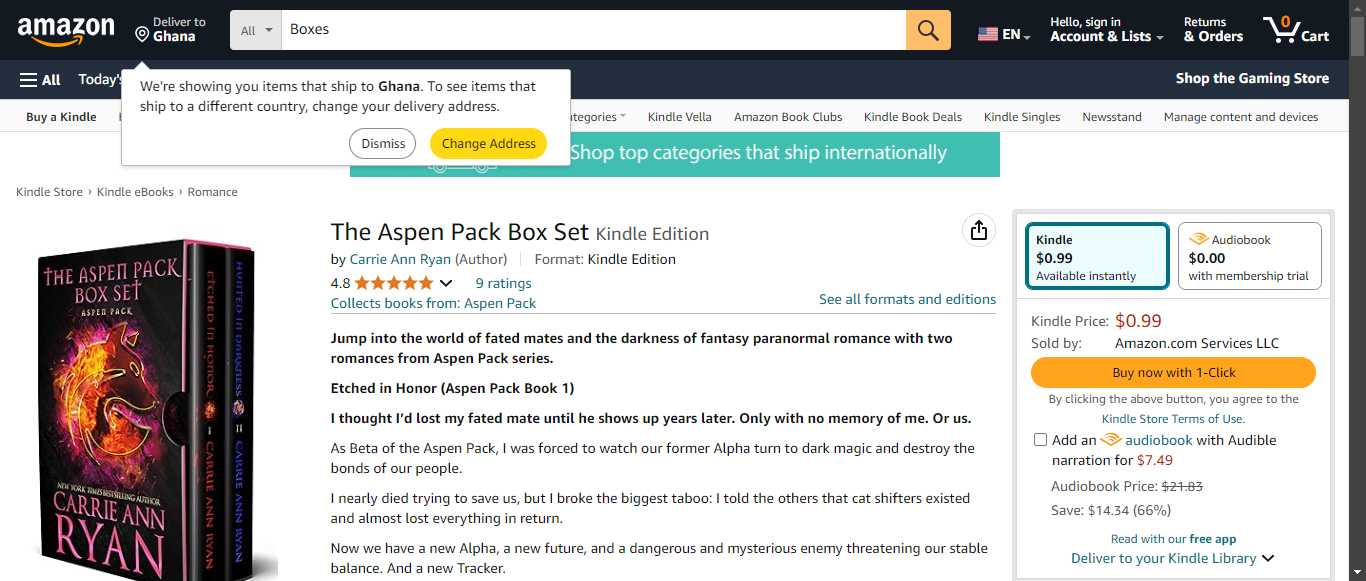 amazon
Deliver to
Ghana
All
Boxes
EN
Hello, sign in
Account & Lists
Returns
& Orders
0
Cart
All
Today's
Shop the Gaming Store
We're showing you items that ship to Ghana. To see items that
ship to a different country, change your delivery address.
Dismiss
Change Address
Buy a Kindle
Kindle Vella
Amazon Book Clubs
Kindle Book Deals
Kindle Singles
Newsstand
Manage content and devices
Shop top categories that ship internationally
Kindle Store › Kindle eBooks › Romance
THE ASPEN PACK
BOX SET
ASPEN PACK
NEW YORK TIMES BESTSELLING AUTHOR
CARRIE ANN
RYAN
ETCHED IN HONOR
I
CARRIE ANN RYAN
HUNTED IN DARKNESS
II
CARRIE ANN RYAN
The Aspen Pack Box Set Kindle Edition
by Carrie Ann Ryan (Author)
Format: Kindle Edition
4.8
9 ratings
Collects books from: Aspen Pack
See all formats and editions
Jump into the world of fated mates and the darkness of fantasy paranormal romance with two
romances from Aspen Pack series.
Etched in Honor (Aspen Pack Book 1)
I thought I'd lost my fated mate until he shows up years later. Only with no memory of me. Or us.
As Beta of the Aspen Pack, I was forced to watch our former Alpha turn to dark magic and destroy the
bonds of our people.
I nearly died trying to save us, but I broke the biggest taboo: I told the others that cat shifters existed
and almost lost everything in return.
Now we have a new Alpha, a new future, and a dangerous and mysterious enemy threatening our stable
balance. And a new Tracker.
Kindle
$0.99
Available instantly
Audiobook
$0.00
with membership trial
Kindle Price: $0.99
Sold by: Amazon.com Services LLC
Buy now with 1-Click
By clicking the above button, you agree to the
Kindle Store Terms of Use.
Add an audiobook with Audible
narration for $7.49
Audiobook Price: $21.83
Save: $14.34 (66%)
Read with our free app
Deliver to your Kindle Library